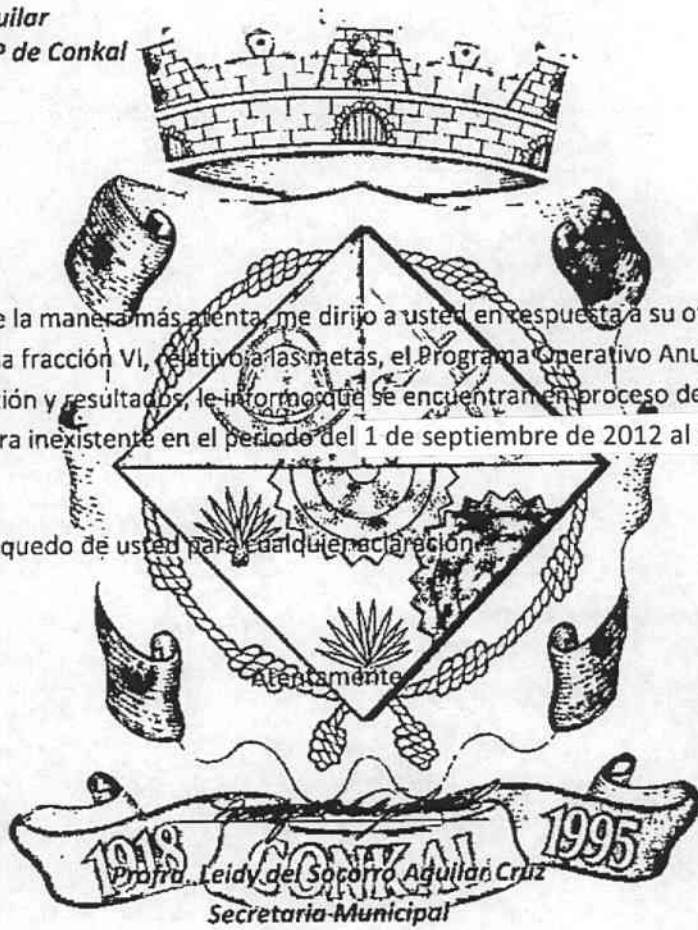 uilar
P de Conkal
e la manera más atenta, me dirijo a usted en respuesta a su o
a fracción VI, relativo a las metas, el Programa Operativo Anu
ión y resultados, le informo que se encuentran en proceso de
ra inexistente en el periodo del 1 de septiembre de 2012 al
quedo de usted para cualquier aclaración.
Atentamente
1918 CONKAL 1995
Profra. Leidy del Socorro Aguilar Cruz
Secretaria Municipal